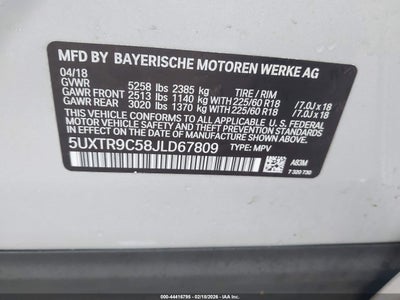 MFD BY BAYERISCHE MOTOREN WERKE AG
04/18
GVWR 5258 lbs 2385 kg TIRE / RIM
GAWR FRONT 2513 lbs 1140 kg WITH 225/60 R18 / 7.0J x 18
GAWR REAR 3020 lbs 1370 kg WITH 225/60 R18 / 7.0J x 18
THIS VEHICLE CONFORMS TO ALL APPLICABLE
FEDERAL MOTOR VEHICLE SAFETY AND THEFT
PREVENTION STANDARDS IN EFFECT ON THE DATE OF
MANUFACTURE SHOWN ABOVE.
5UXTR9C58JLD67809 TYPE: MPV
A83M
7 320 730
© IAA 00-44416795 - 02/18/2026 - IAA AUCTIONS